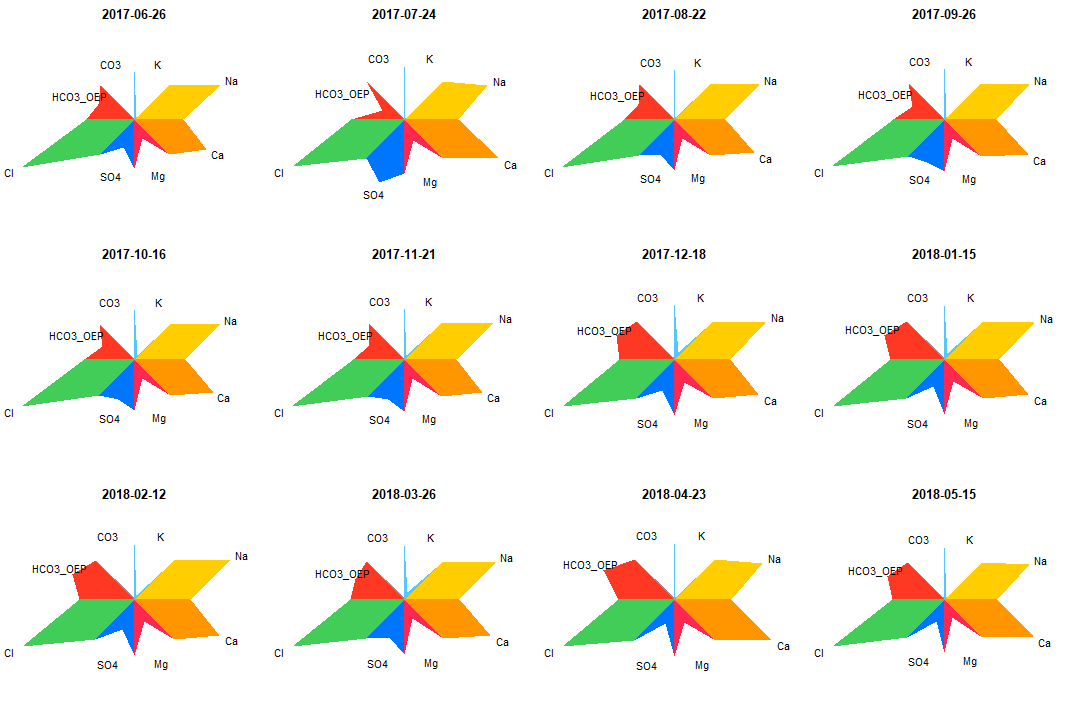 2017-06-26 2017-07-24 2017-08-22 2017-09-26
CO3 K CO3 K CO3 K CO3 K
HCO3_OEP Na HCO3_OEP Na HCO3_OEP Na HCO3_OEP Na
Cl SO4 Mg Ca Cl SO4 Mg Ca Cl SO4 Mg Ca Cl SO4 Mg Ca
2017-10-16 2017-11-21 2017-12-18 2018-01-15
CO3 K CO3 K CO3 K CO3 K
HCO3_OEP Na HCO3_OEP Na HCO3_OEP Na HCO3_OEP Na
Cl SO4 Mg Ca Cl SO4 Mg Ca Cl SO4 Mg Ca Cl SO4 Mg Ca
2018-02-12 2018-03-26 2018-04-23 2018-05-15
CO3 K CO3 K CO3 K CO3 K
HCO3_OEP Na HCO3_OEP Na HCO3_OEP Na HCO3_OEP Na
Cl SO4 Mg Ca Cl SO4 Mg Ca Cl SO4 Mg Ca Cl SO4 Mg Ca